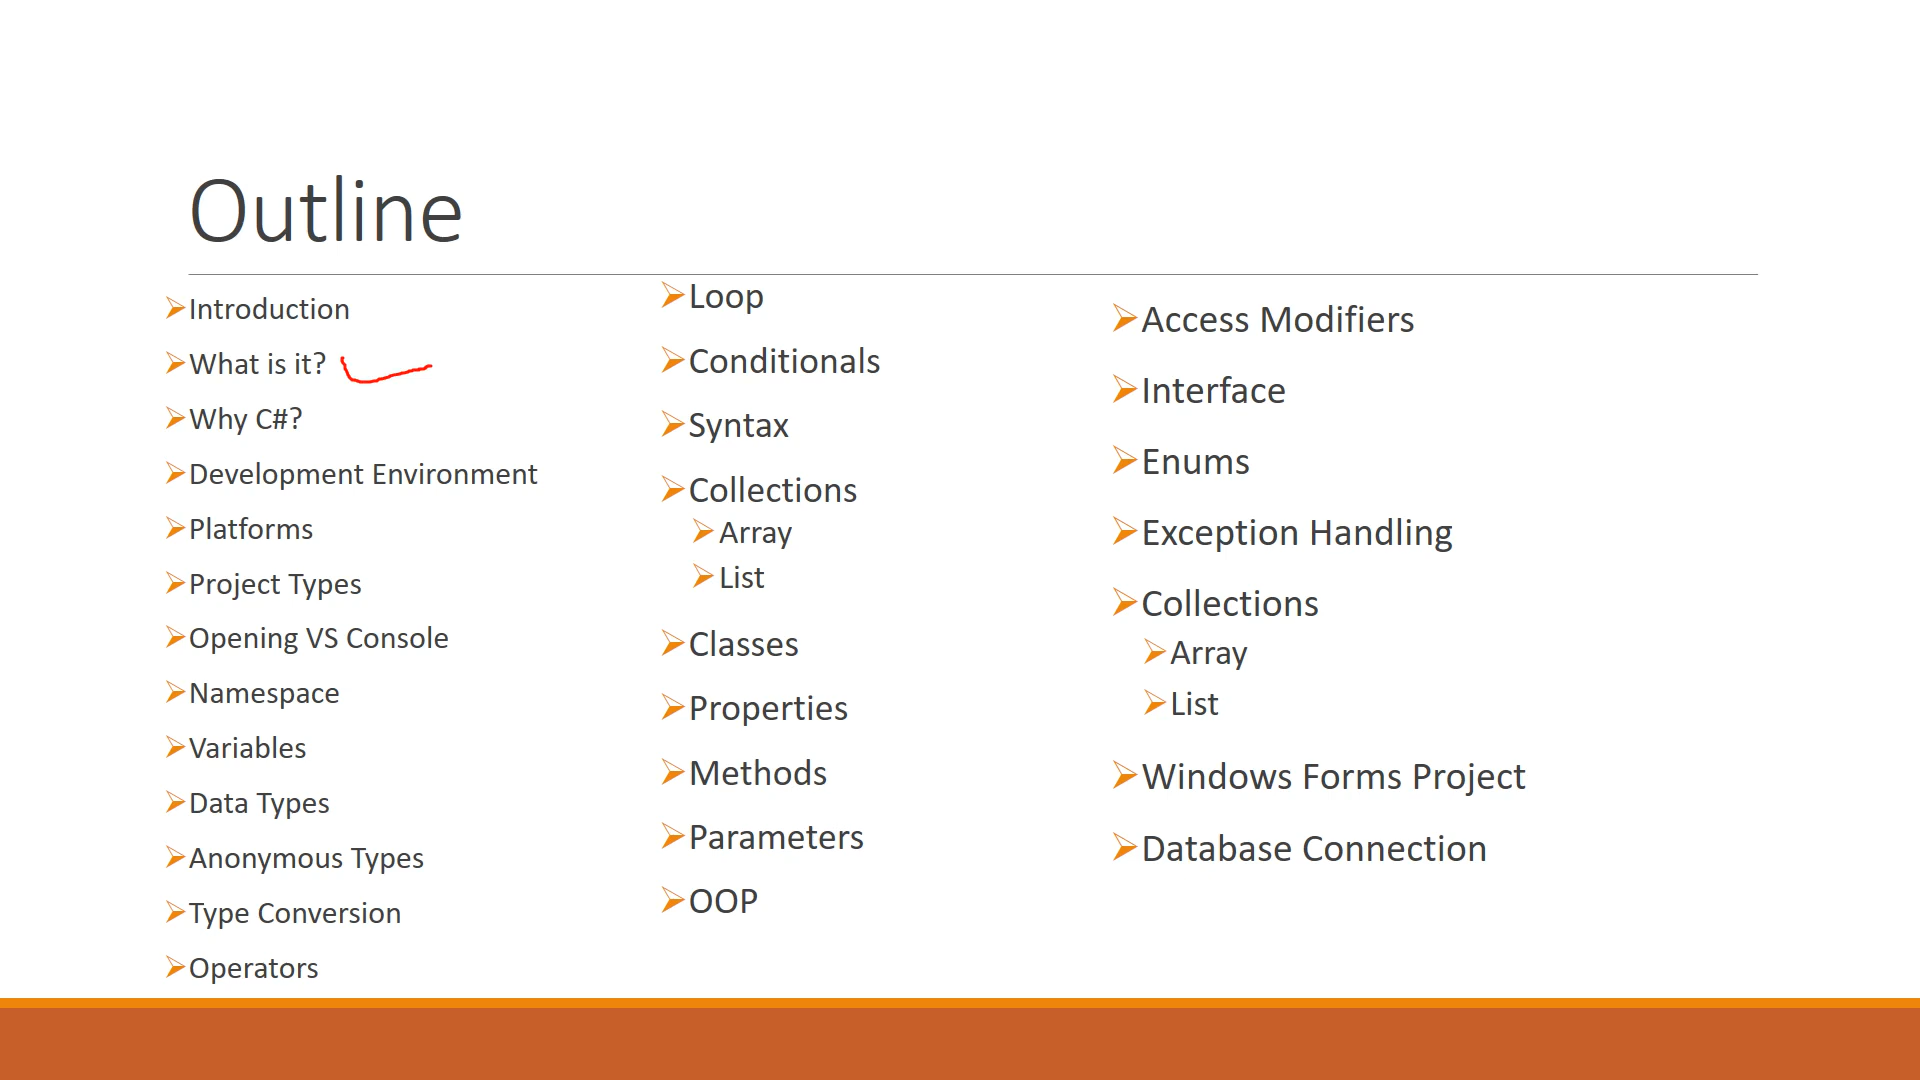 Outline
Introduction
What is it?
Why C#?
Development Environment
Platforms
Project Types
Opening VS Console
Namespace
Variables
Data Types
Anonymous Types
Type Conversion
Operators
Loop
Conditionals
Syntax
Collections
Array
List
Classes
Properties
Methods
Parameters
OOP
Access Modifiers
Interface
Enums
Exception Handling
Collections
Array
List
Windows Forms Project
Database Connection